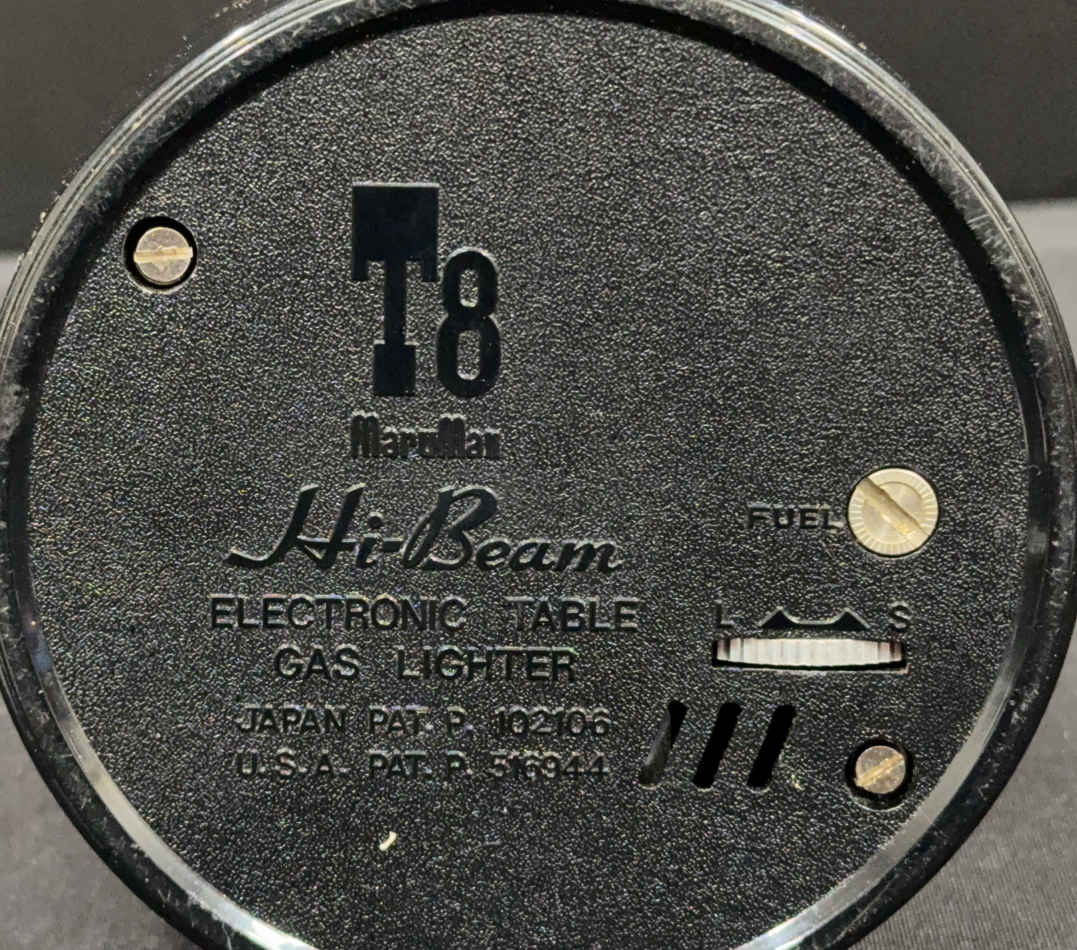 T8
MaruMan
Hi-Beam
FUEL
ELECTRONIC TABLE
GAS LIGHTER
L S
JAPAN PAT. P. 102106
U.S.A. PAT. P. 516944